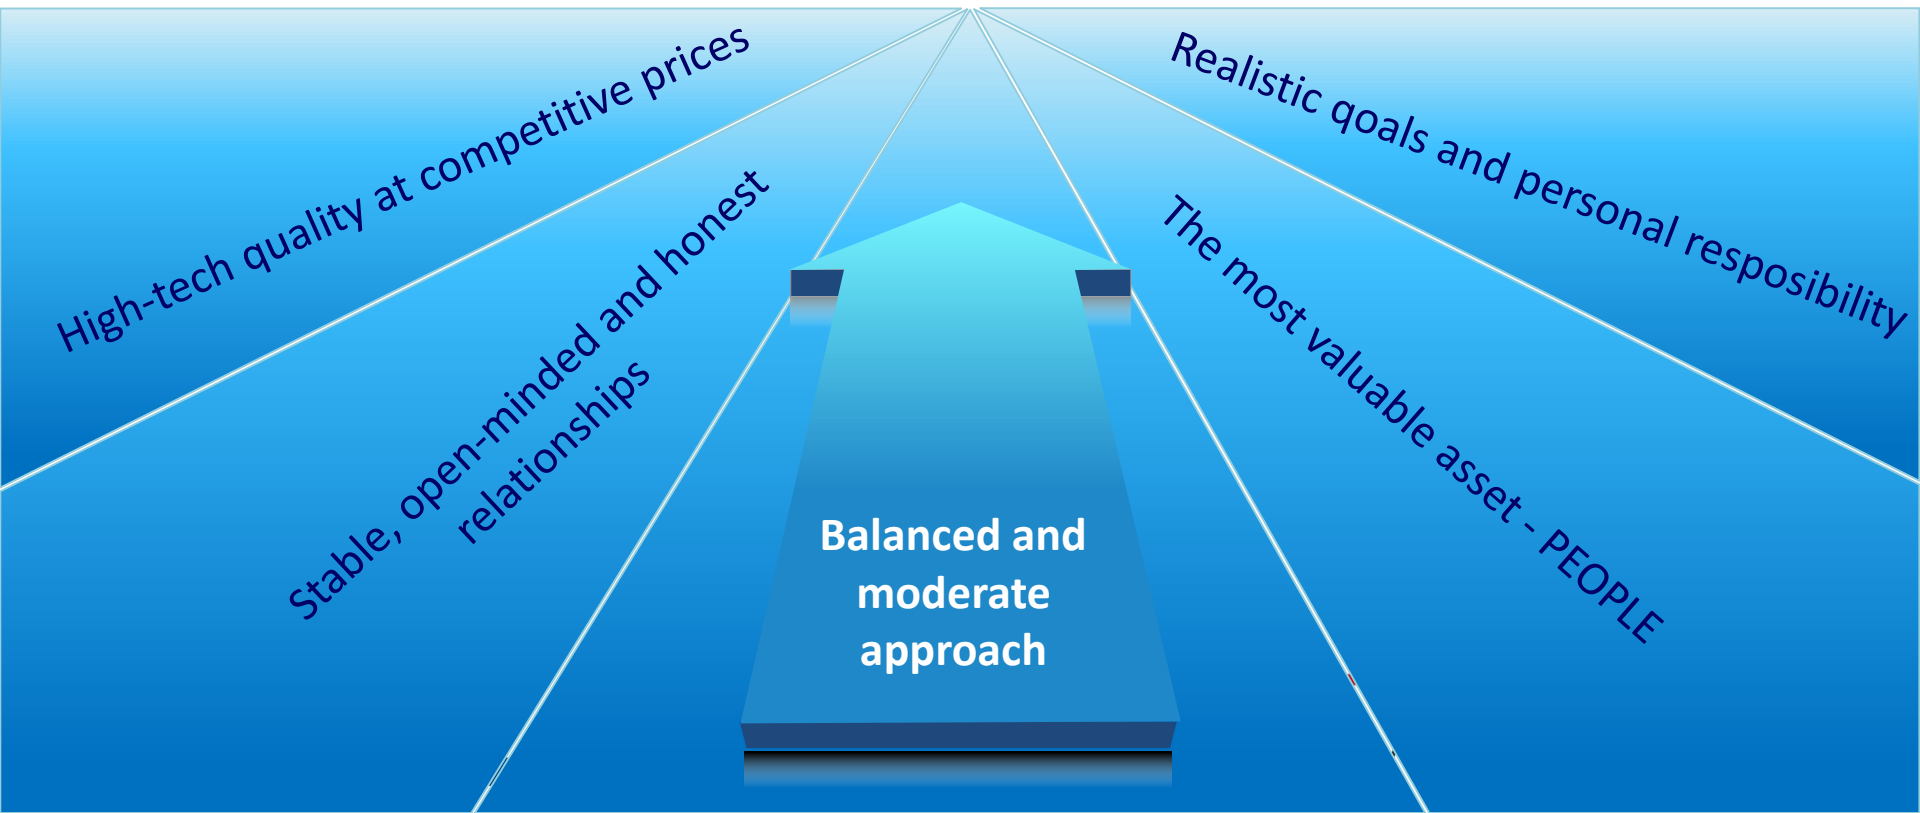 High-tech quality at competitive prices
Stable, open-minded and honest
relationships
Balanced and
moderate
approach
The most valuable asset - PEOPLE
Realistic qoals and personal resposibility